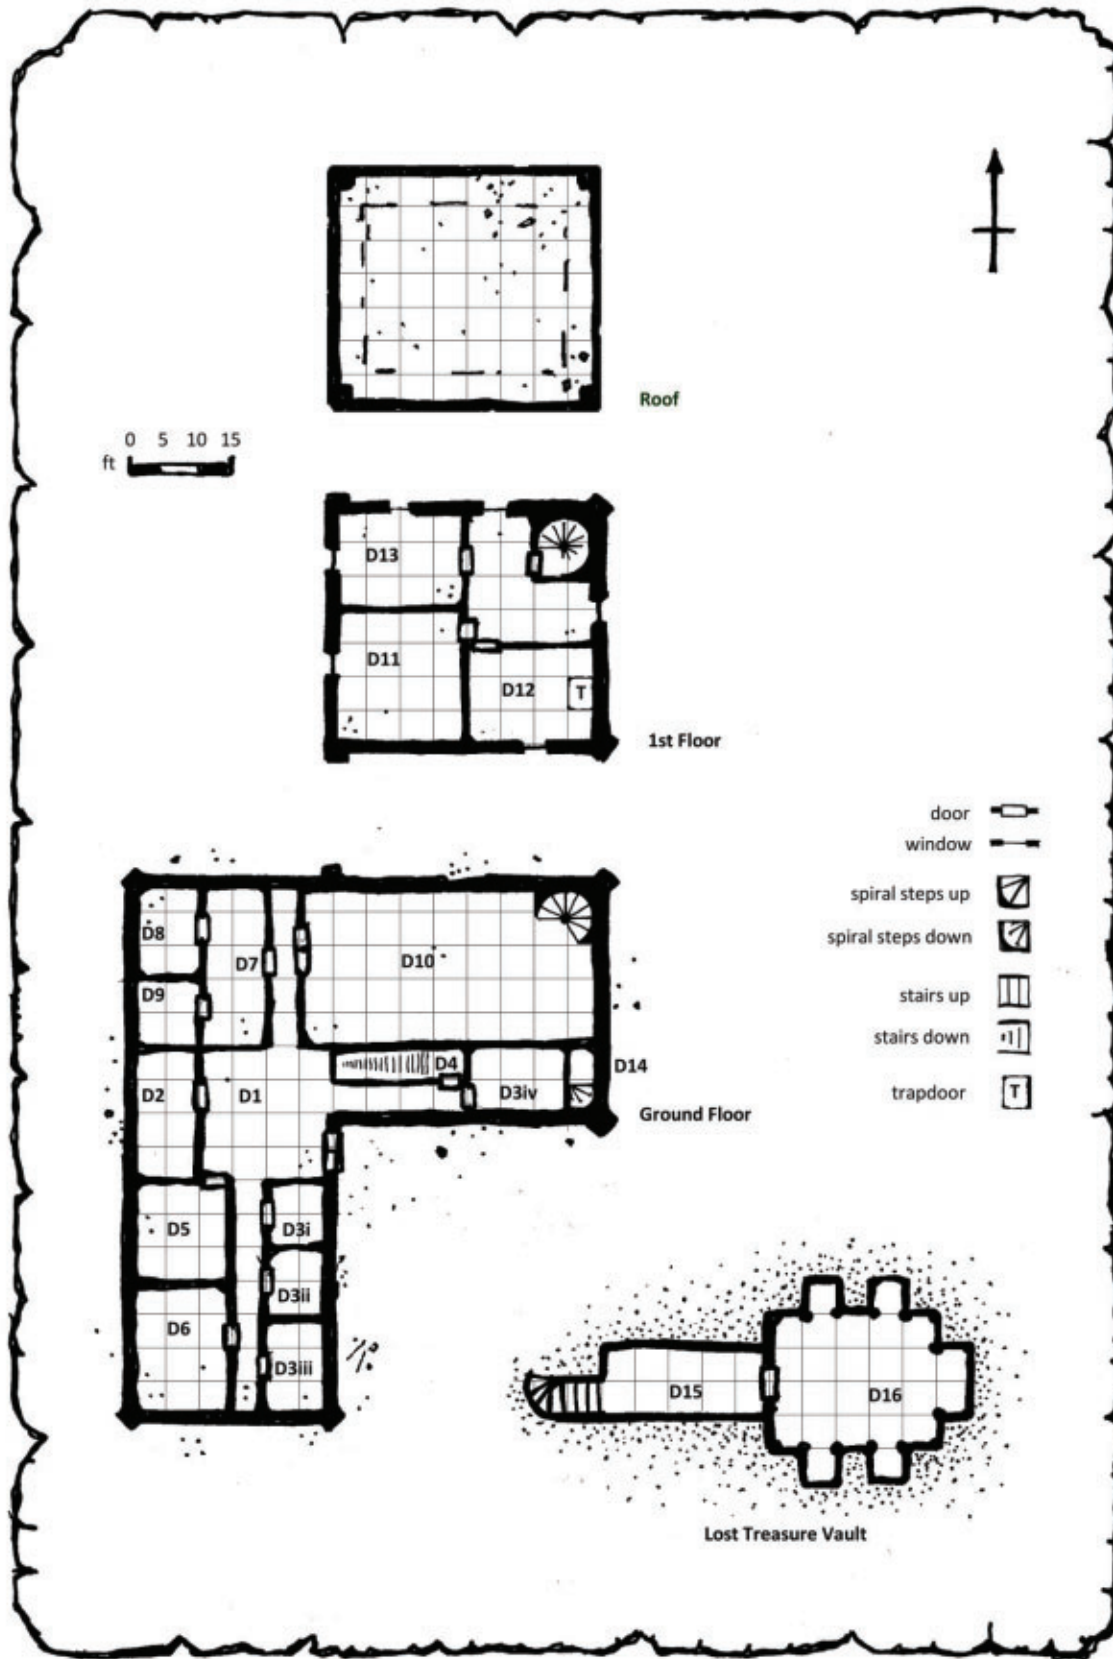 Roof
0 5 10 15
ft
D13
D11
D12
T
1st Floor
door
window
spiral steps up
spiral steps down
stairs up
stairs down
trapdoor
T
D8
D7
D10
D9
D2
D1
D4
D3iv
D14
Ground Floor
D5
D3i
D3ii
D6
D3iii
D15
D16
Lost Treasure Vault